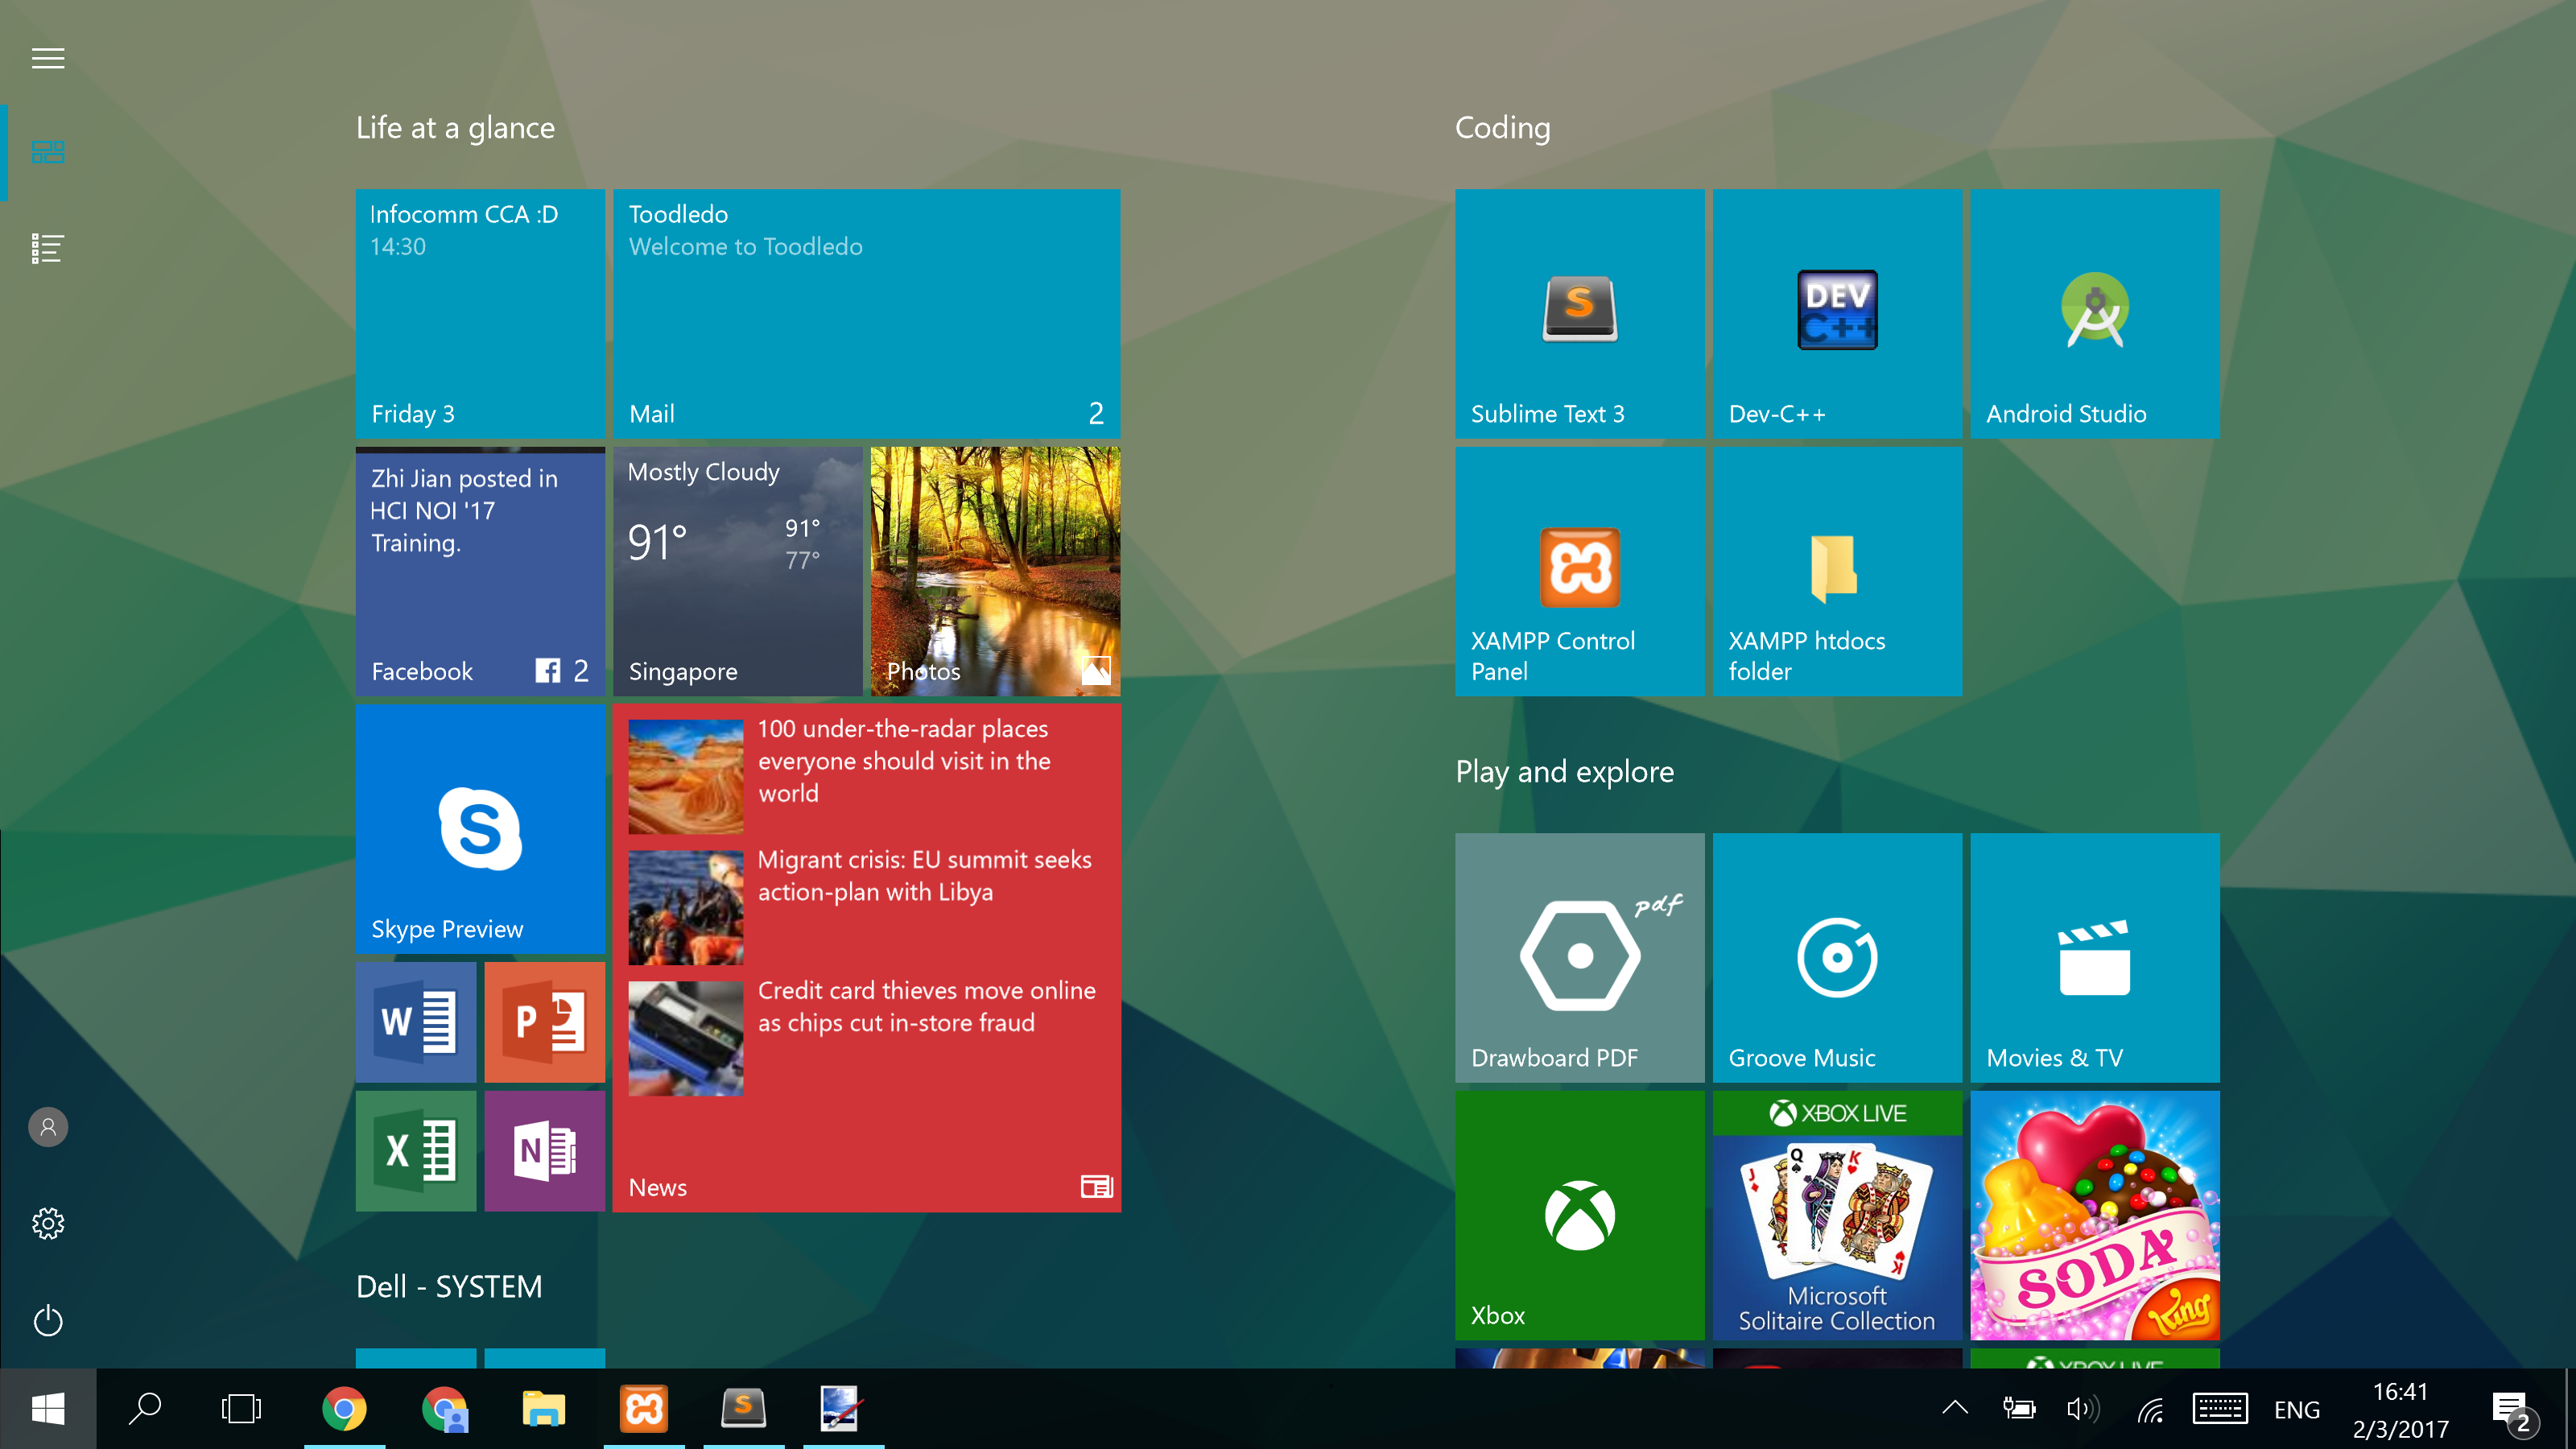 Life at a glance
Infocomm CCA :D
14:30
Friday 3
Toodledo
Welcome to Toodledo
Mail
2
Zhi Jian posted in
HCI NOI '17
Training.
Facebook
2
Mostly Cloudy
91°
91°
77°
Singapore
Photos
Skype Preview
100 under-the-radar places
everyone should visit in the
world
Migrant crisis: EU summit seeks
action-plan with Libya
Credit card thieves move online
as chips cut in-store fraud
News
W
P
X
N
Dell - SYSTEM
Coding
S
Sublime Text 3
DEV
C++
Dev-C++
Android Studio
XAMPP Control
Panel
XAMPP htdocs
folder
Play and explore
pdf
Drawboard PDF
Groove Music
Movies & TV
Xbox
XBOX LIVE
J
Q
K
K
Microsoft
Solitaire Collection
SODA
King
XBOX LIVE
S
ENG
16:41
2/3/2017
2